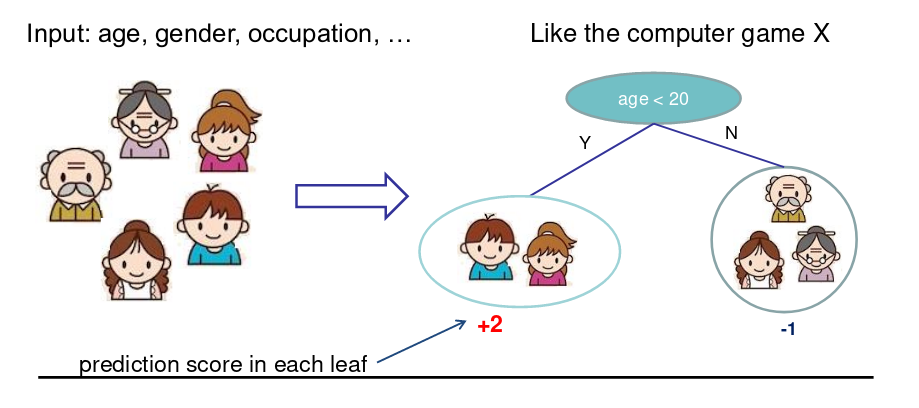 Input: age, gender, occupation, …
Like the computer game X
age < 20
Y
N
+2
-1
prediction score in each leaf